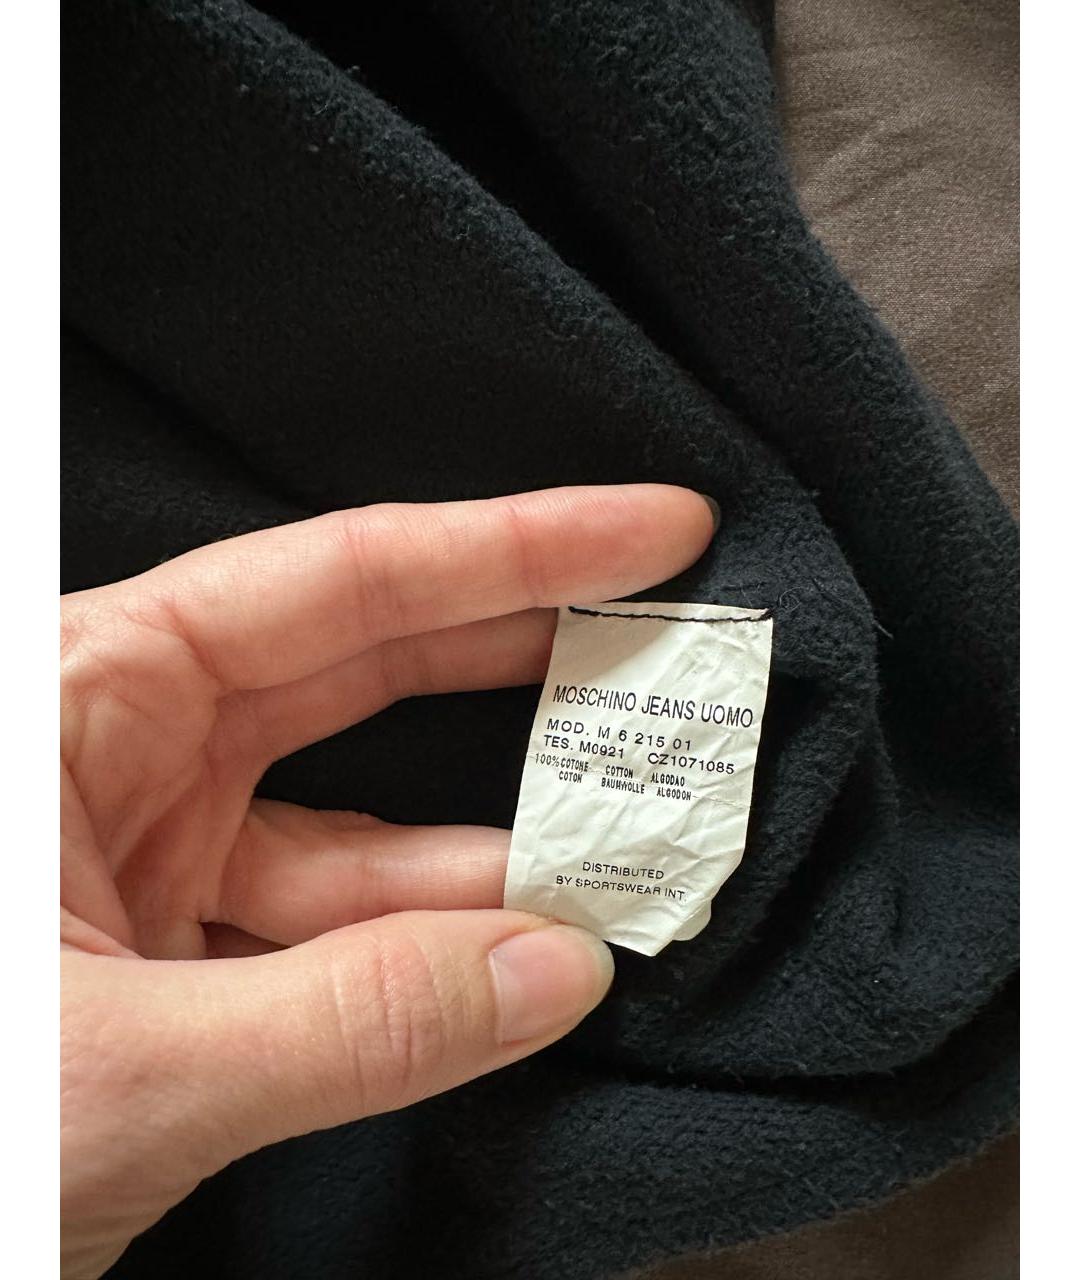 MOSCHINO JEANS UOMO
MOD. M 6 215 01
TES. M0921 CZ1071085
100%COTONE COTTON ALGODAO
COTON BAUMWOLLE ALGODON
DISTRIBUTED
BY SPORTSWEAR INT.